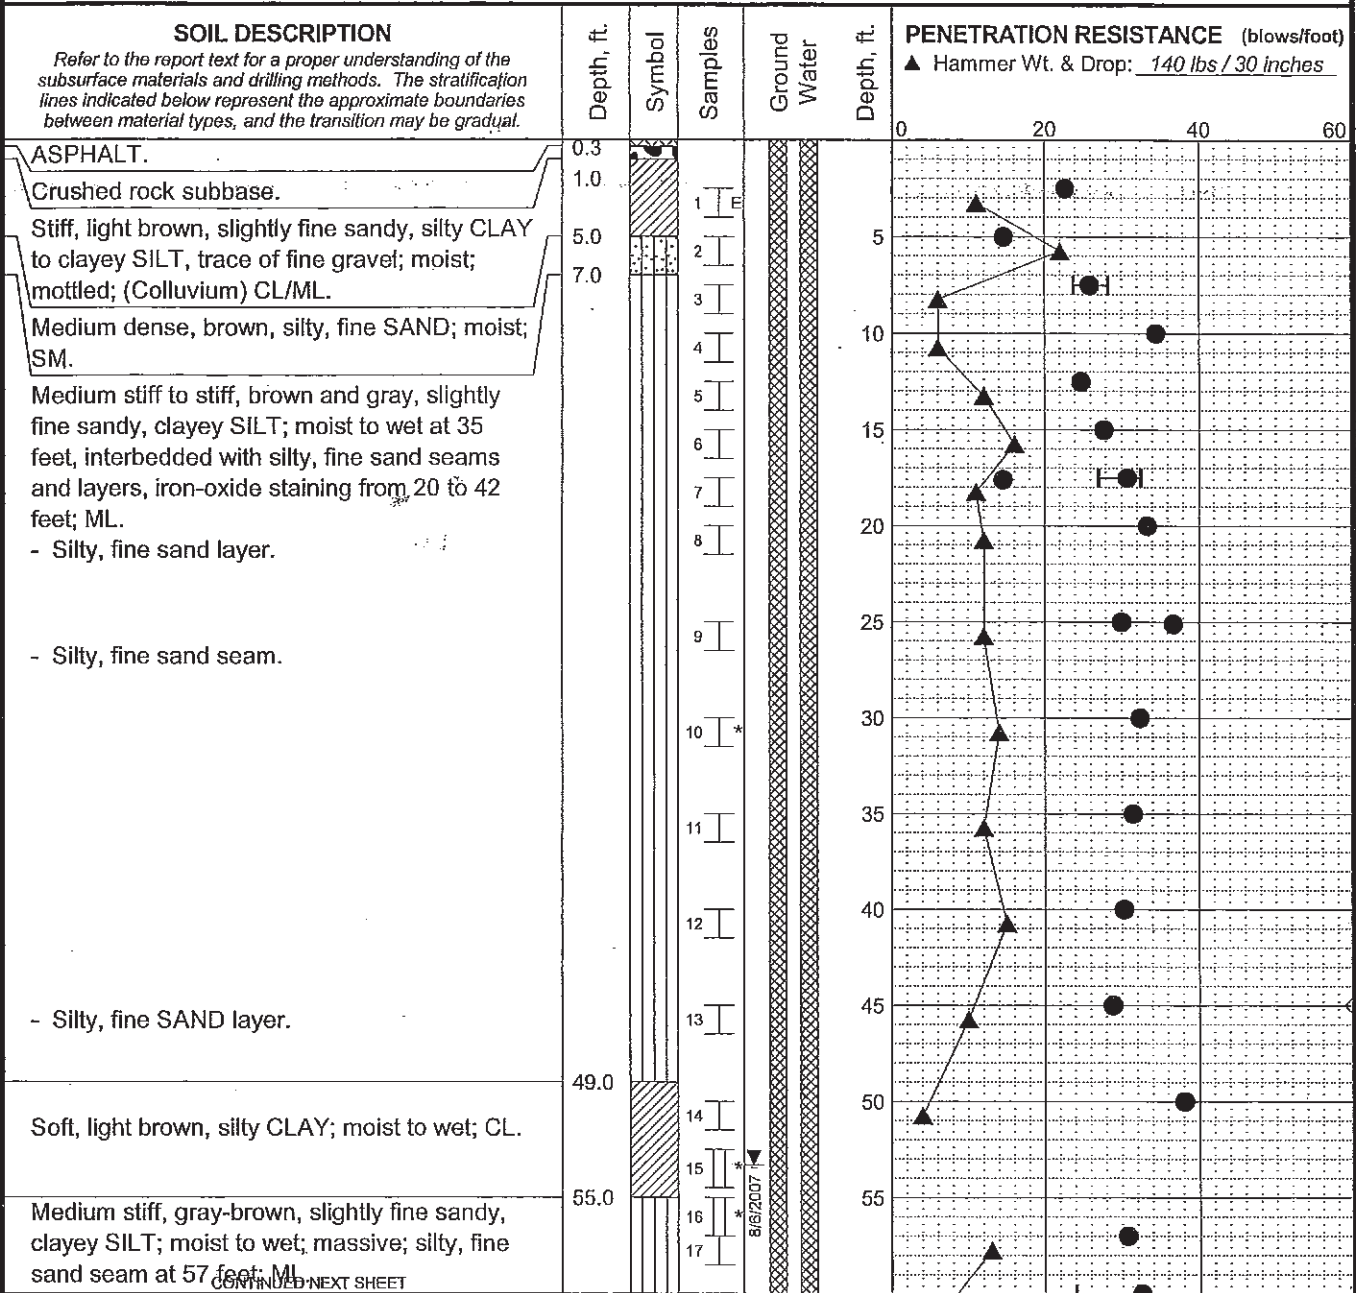 SOIL DESCRIPTION
Refer to the report text for a proper understanding of the
subsurface materials and drilling methods. The stratification
lines indicated below represent the approximate boundaries
between material types, and the transition may be gradual.
Depth, ft.
Symbol
Samples
Ground
Water
Depth, ft.
PENETRATION RESISTANCE (blows/foot)
▲ Hammer Wt. & Drop: 140 lbs / 30 inches
0 20 40 60
ASPHALT.
Crushed rock subbase.
Stiff, light brown, slightly fine sandy, silty CLAY
to clayey SILT, trace of fine gravel; moist;
mottled; (Colluvium) CL/ML.
Medium dense, brown, silty, fine SAND; moist;
SM.
Medium stiff to stiff, brown and gray, slightly
fine sandy, clayey SILT; moist to wet at 35
feet, interbedded with silty, fine sand seams
and layers, iron-oxide staining from 20 to 42
feet; ML.
- Silty, fine sand layer.
- Silty, fine sand seam.
- Silty, fine SAND layer.
Soft, light brown, silty CLAY; moist to wet; CL.
Medium stiff, gray-brown, slightly fine sandy,
clayey SILT; moist to wet; massive; silty, fine
sand seam at 57 feet; ML.
CONTINUED NEXT SHEET
0.3
1.0
5.0
7.0
49.0
55.0
1 E
2
3
4
5
6
7
8
9
10 *
11
12
13
14
15 *
16 *
17
8/6/2007
5
10
15
20
25
30
35
40
45
50
55